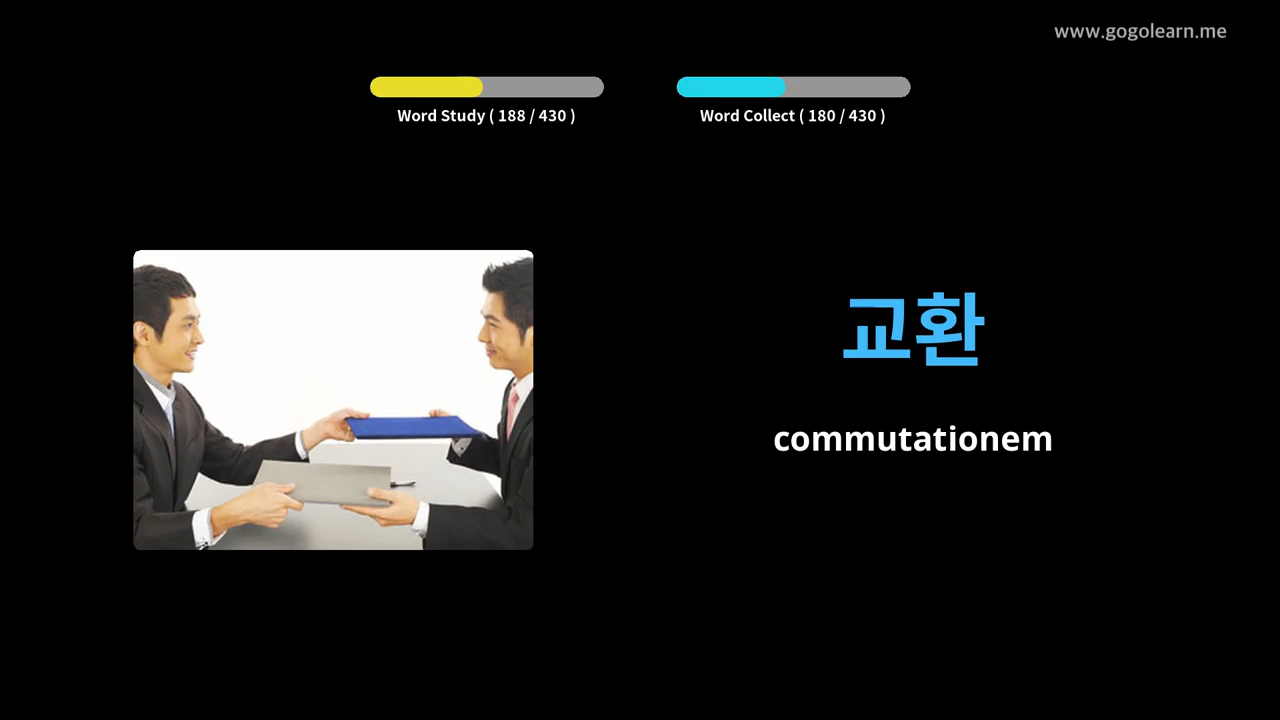 www.gogolearn.me
Word Study ( 188 / 430 )
Word Collect ( 180 / 430 )
교환
commutationem